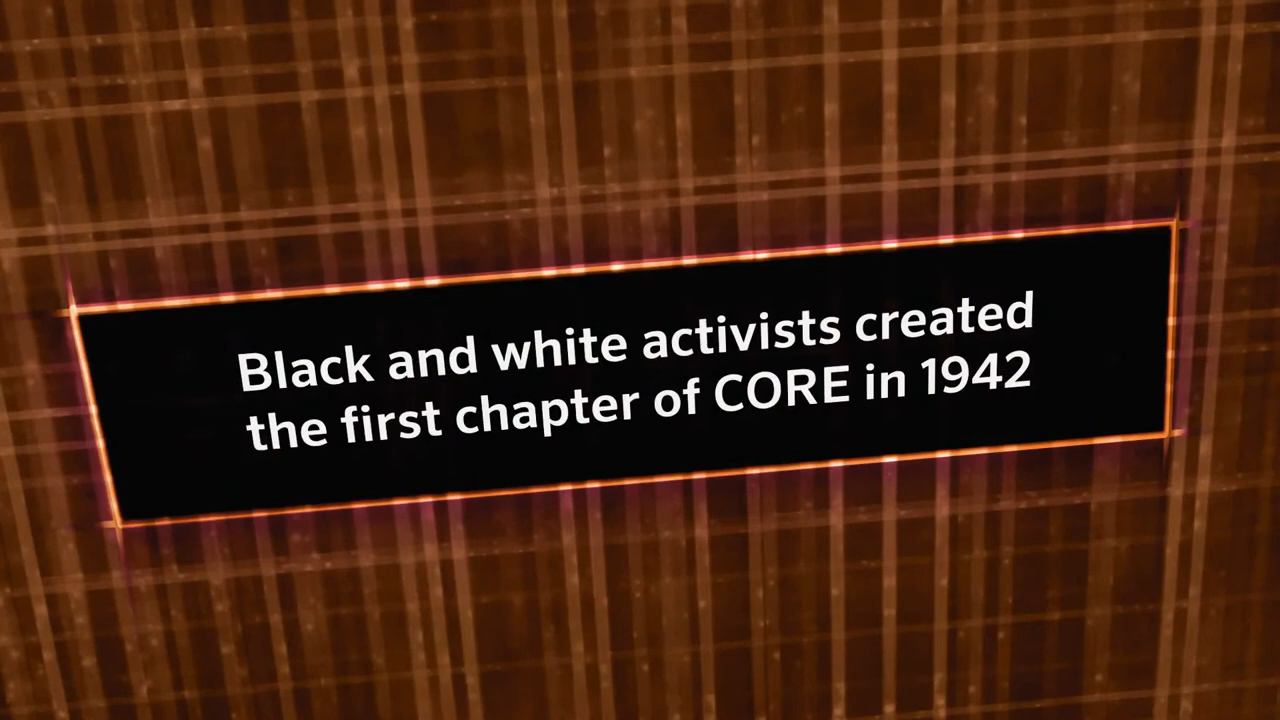 Black and white activists created
the first chapter of CORE in 1942